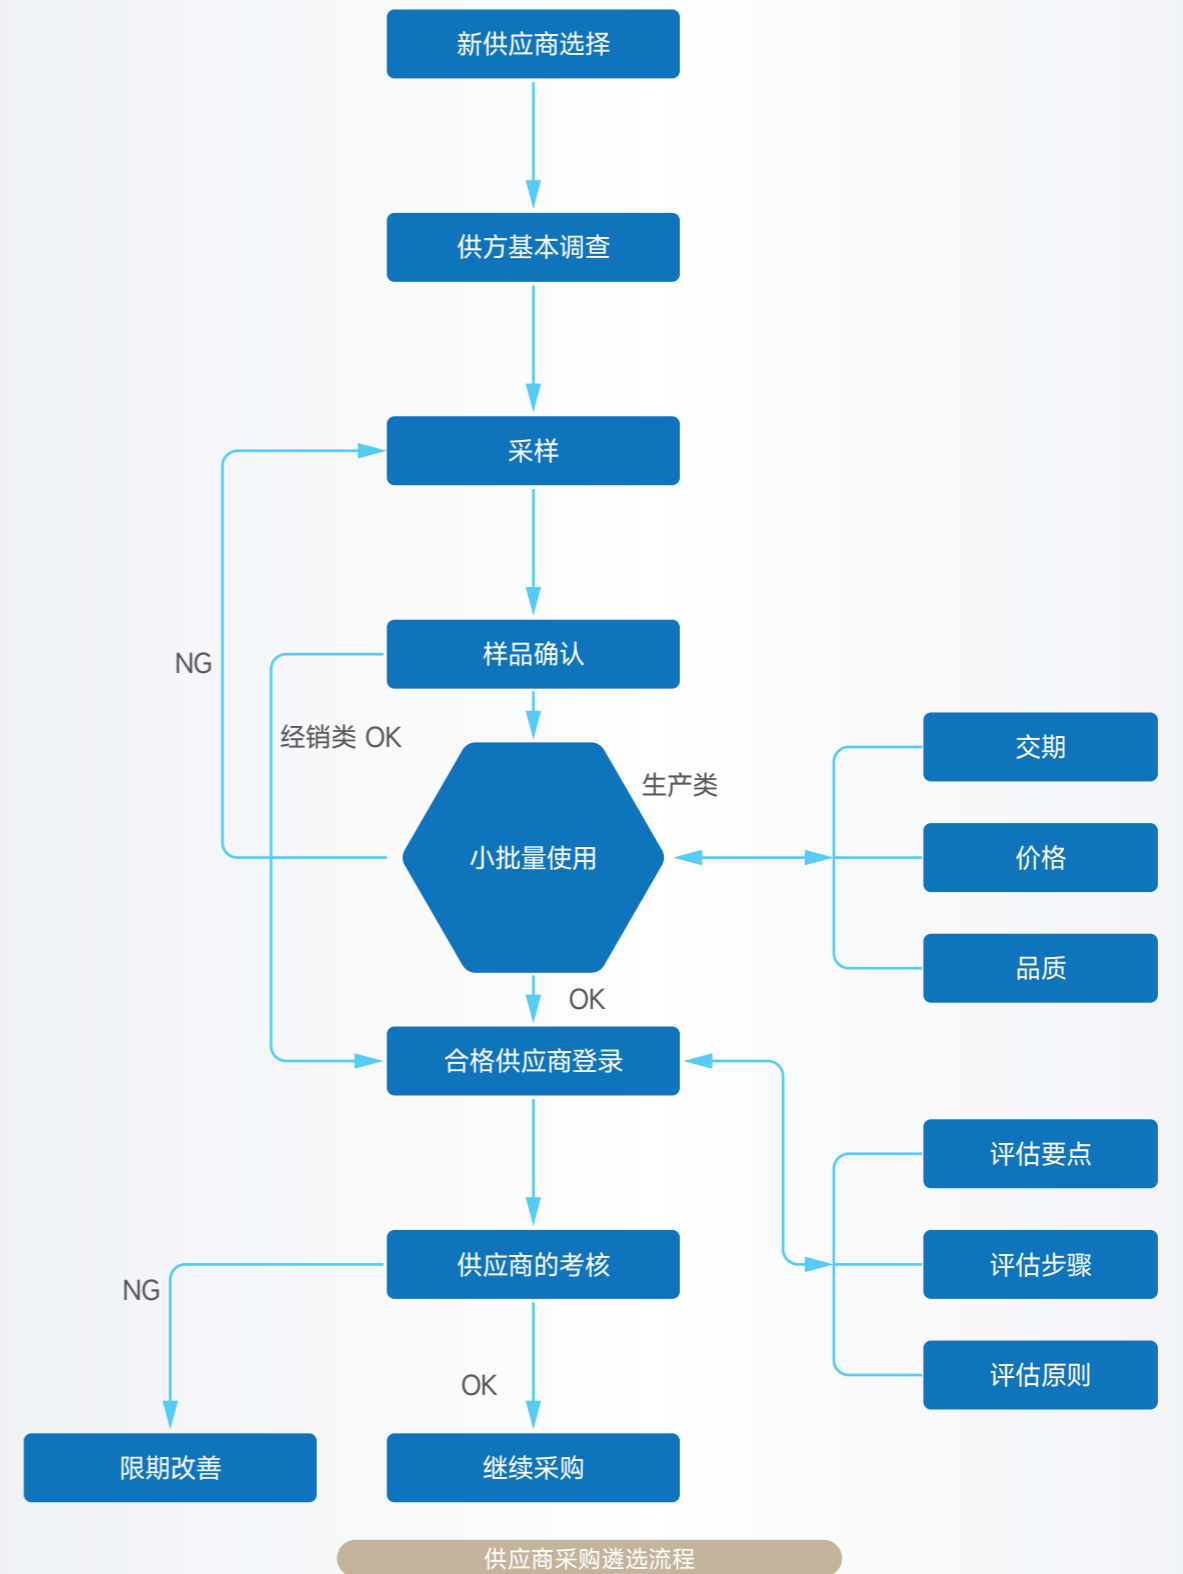 新供应商选择
供方基本调查
采样
样品确认
NG
经销类 OK
生产类
小批量使用
交期
价格
品质
OK
合格供应商登录
评估要点
评估步骤
评估原则
供应商的考核
NG
OK
限期改善
继续采购
供应商采购遴选流程